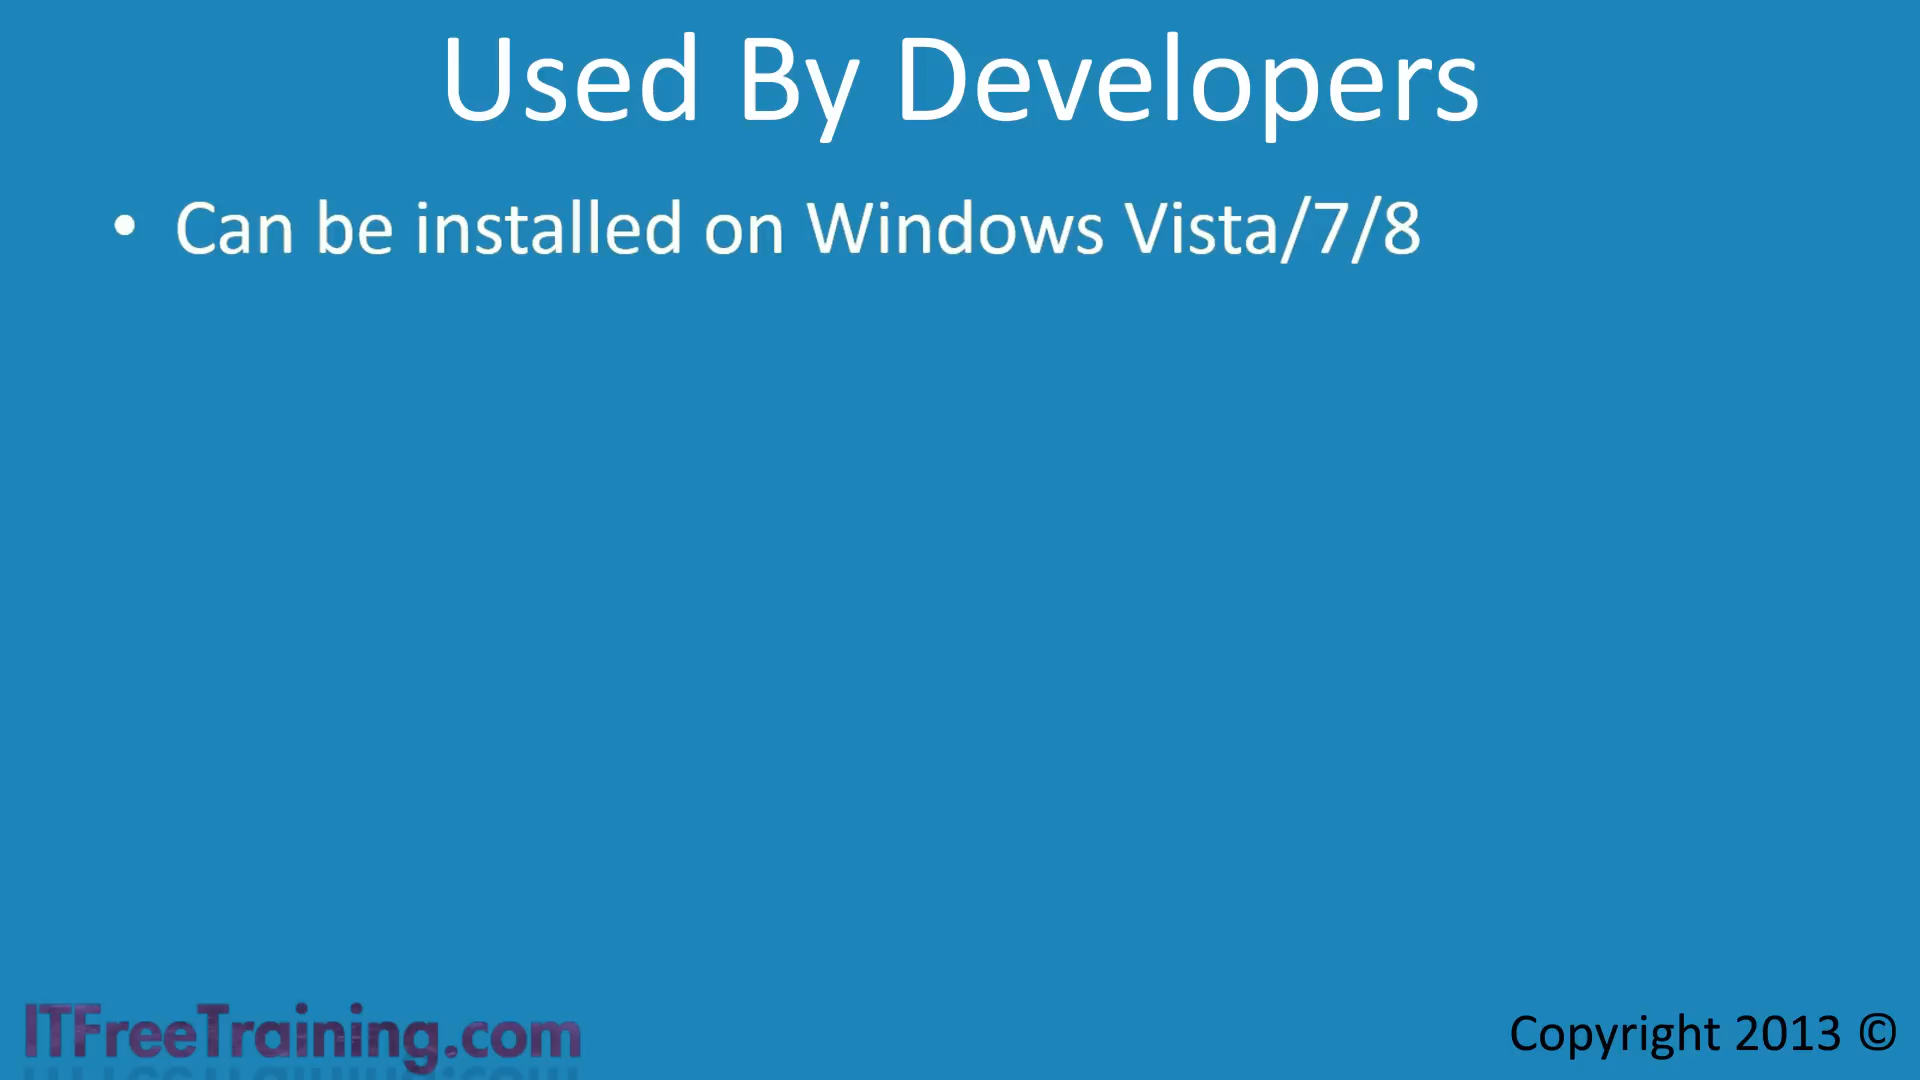 Used By Developers
• Can be installed on Windows Vista/7/8
ITFreeTraining.com
Copyright 2013 ©